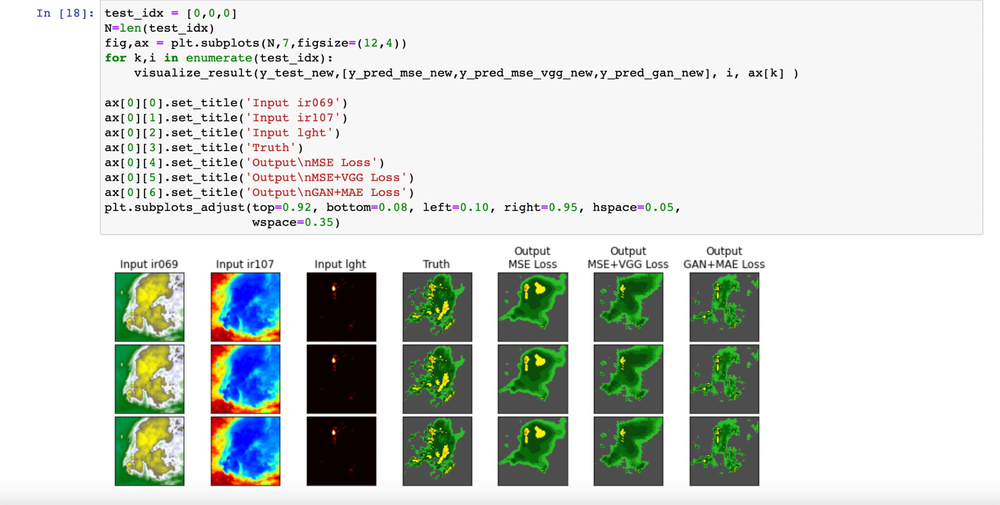 In [18]: test_idx = [0,0,0]
N=len(test_idx)
fig,ax = plt.subplots(N,7,figsize=(12,4))
for k,i in enumerate(test_idx):
    visualize_result(y_test_new,[y_pred_mse_new,y_pred_mse_vgg_new,y_pred_gan_new], i, ax[k] )
ax[0][0].set_title('Input ir069')
ax[0][1].set_title('Input ir107')
ax[0][2].set_title('Input lght')
ax[0][3].set_title('Truth')
ax[0][4].set_title('Output\nMSE Loss')
ax[0][5].set_title('Output\nMSE+VGG Loss')
ax[0][6].set_title('Output\nGAN+MAE Loss')
plt.subplots_adjust(top=0.92, bottom=0.08, left=0.10, right=0.95, hspace=0.05,
                    wspace=0.35)
Input ir069
Input ir107
Input lght
Truth
Output
MSE Loss
Output
MSE+VGG Loss
Output
GAN+MAE Loss